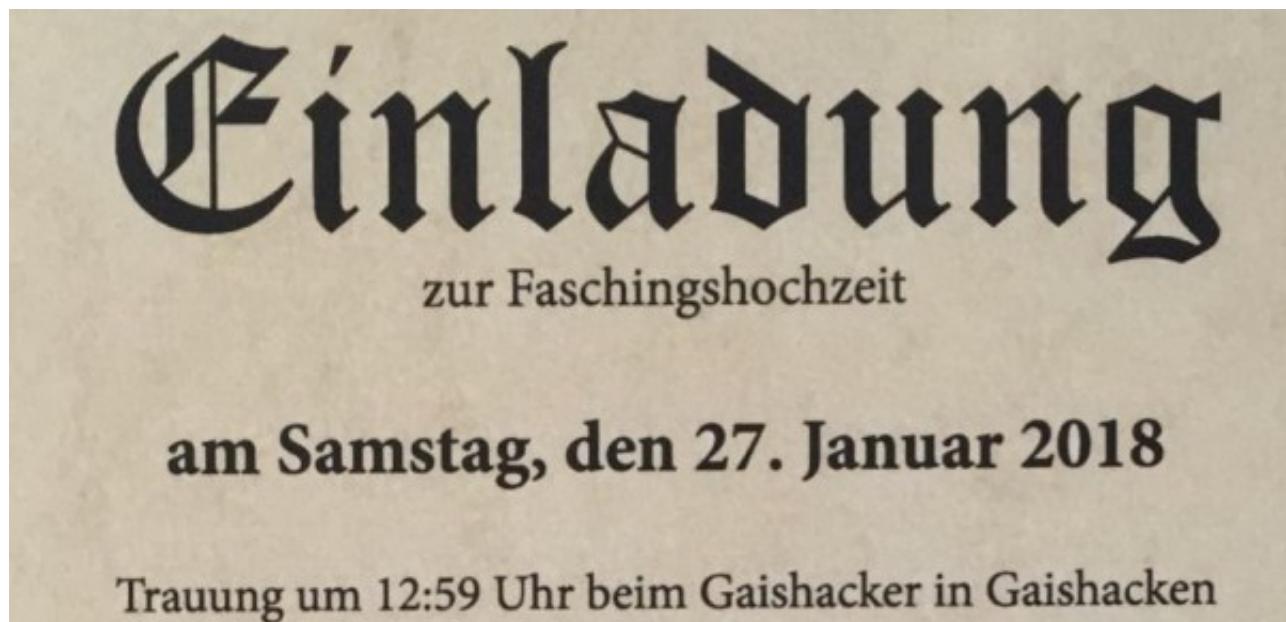 Einladung
zur Faschingshochzeit
am Samstag, den 27. Januar 2018
Trauung um 12:59 Uhr beim Gaishacker in Gaishacken